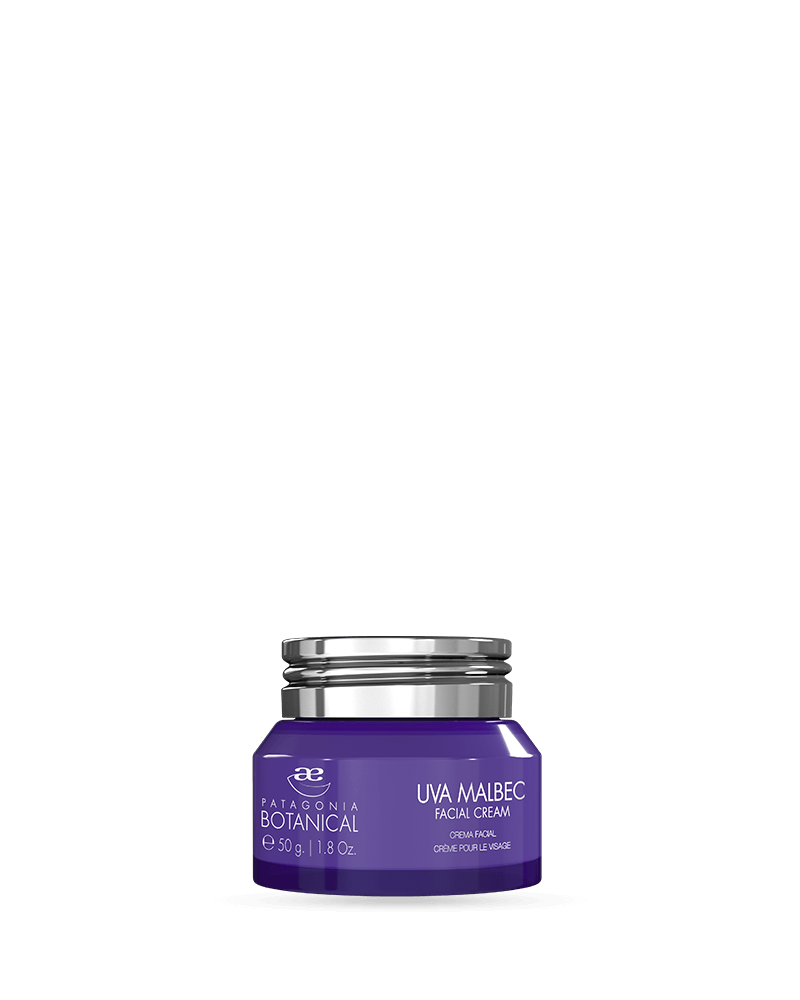 æ
PATAGONIA
BOTANICAL
℮ 50 g. | 1.8 Oz.
UVA MALBEC
FACIAL CREAM
CREMA FACIAL
CRÈME POUR LE VISAGE